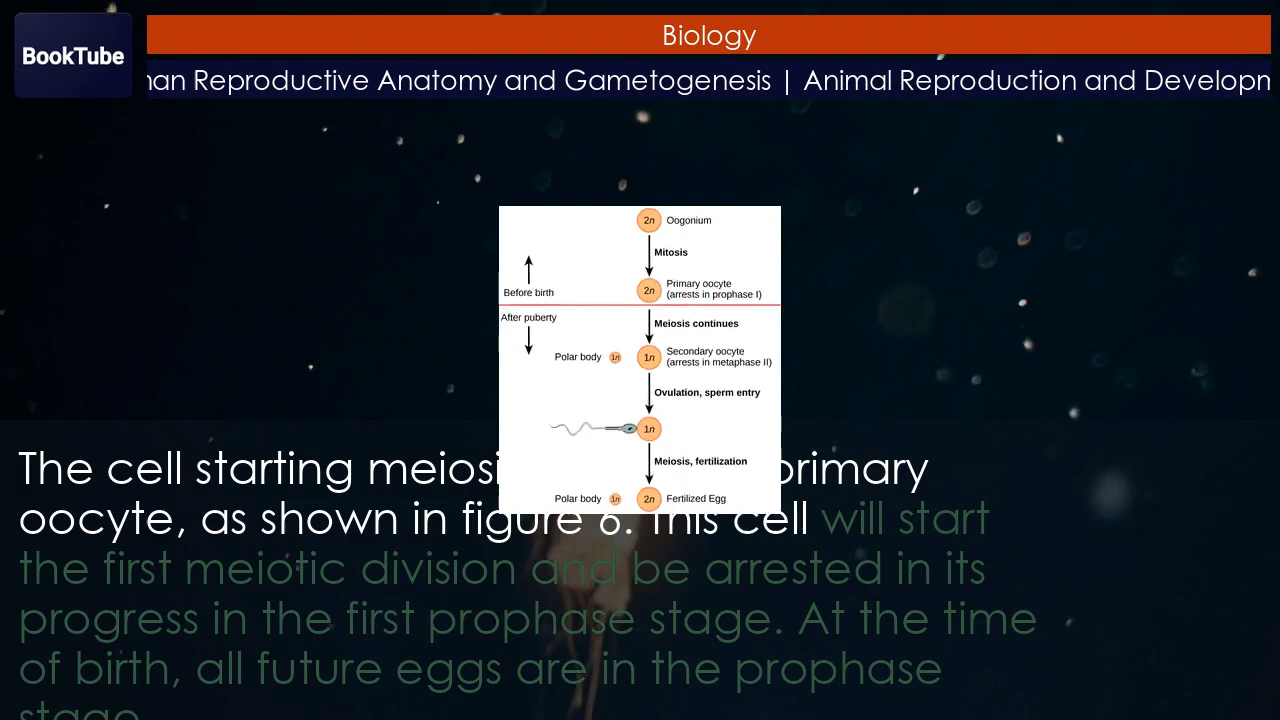 BookTube
Biology
nan Reproductive Anatomy and Gametogenesis | Animal Reproduction and Developn
2n Oogonium
Mitosis
2n Primary oocyte
(arrests in prophase I)
Before birth
After puberty
Meiosis continues
Polar body 1n 1n Secondary oocyte
(arrests in metaphase II)
Ovulation, sperm entry
1n
Meiosis, fertilization
Polar body 1n 2n Fertilized Egg
The cell starting meiosi primary
oocyte, as shown in figure 6. This cell will start
the first meiotic division and be arrested in its
progress in the first prophase stage. At the time
of birth, all future eggs are in the prophase
stage.